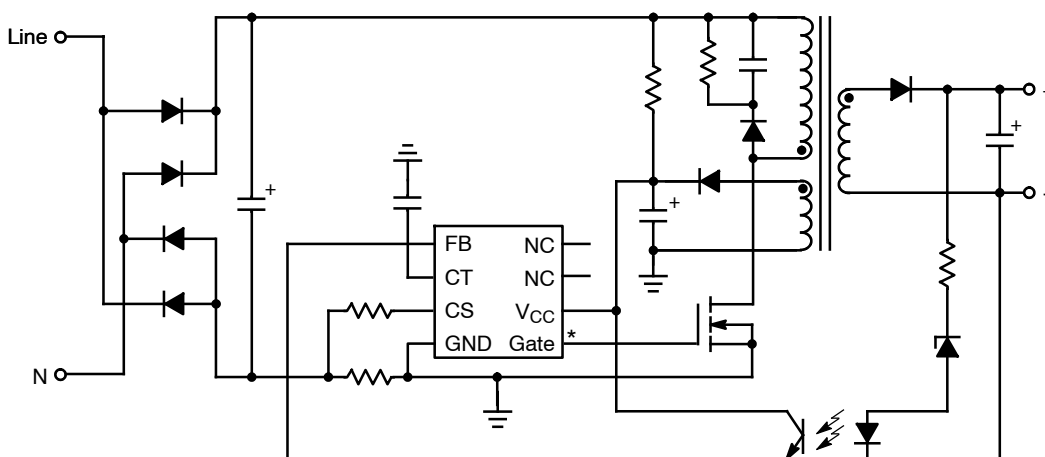 Line
N
FB
CT
CS
GND
NC
NC
VCC
Gate
*
+
+
+